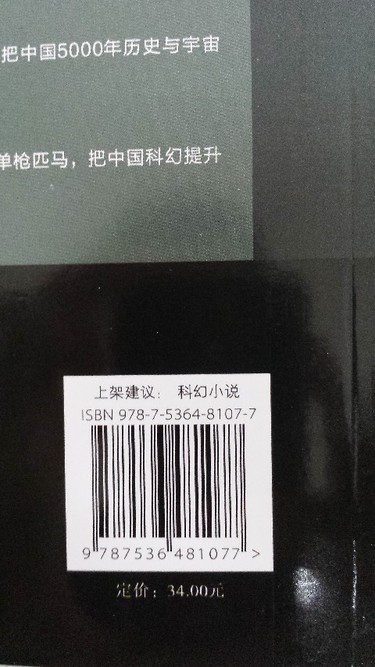 把中国5000年历史与宇宙
单枪匹马，把中国科幻提升
上架建议： 科幻小说
ISBN 978-7-5364-8107-7
9 787536 481077 >
定价：34.00元